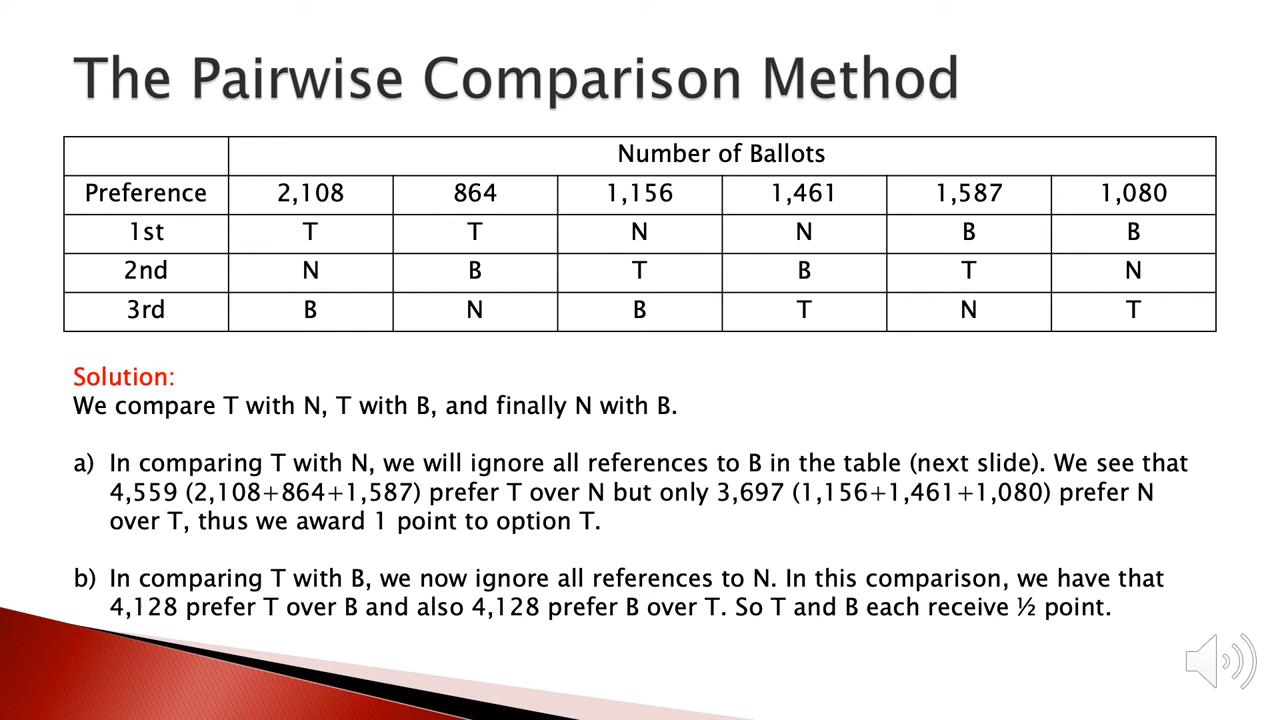 The Pairwise Comparison Method
Number of Ballots
Preference 2,108 864 1,156 1,461 1,587 1,080
1st T T N N B B
2nd N B T B T N
3rd B N B T N T
Solution:
We compare T with N, T with B, and finally N with B.
a) In comparing T with N, we will ignore all references to B in the table (next slide). We see that
4,559 (2,108+864+1,587) prefer T over N but only 3,697 (1,156+1,461+1,080) prefer N
over T, thus we award 1 point to option T.
b) In comparing T with B, we now ignore all references to N. In this comparison, we have that
4,128 prefer T over B and also 4,128 prefer B over T. So T and B each receive ½ point.